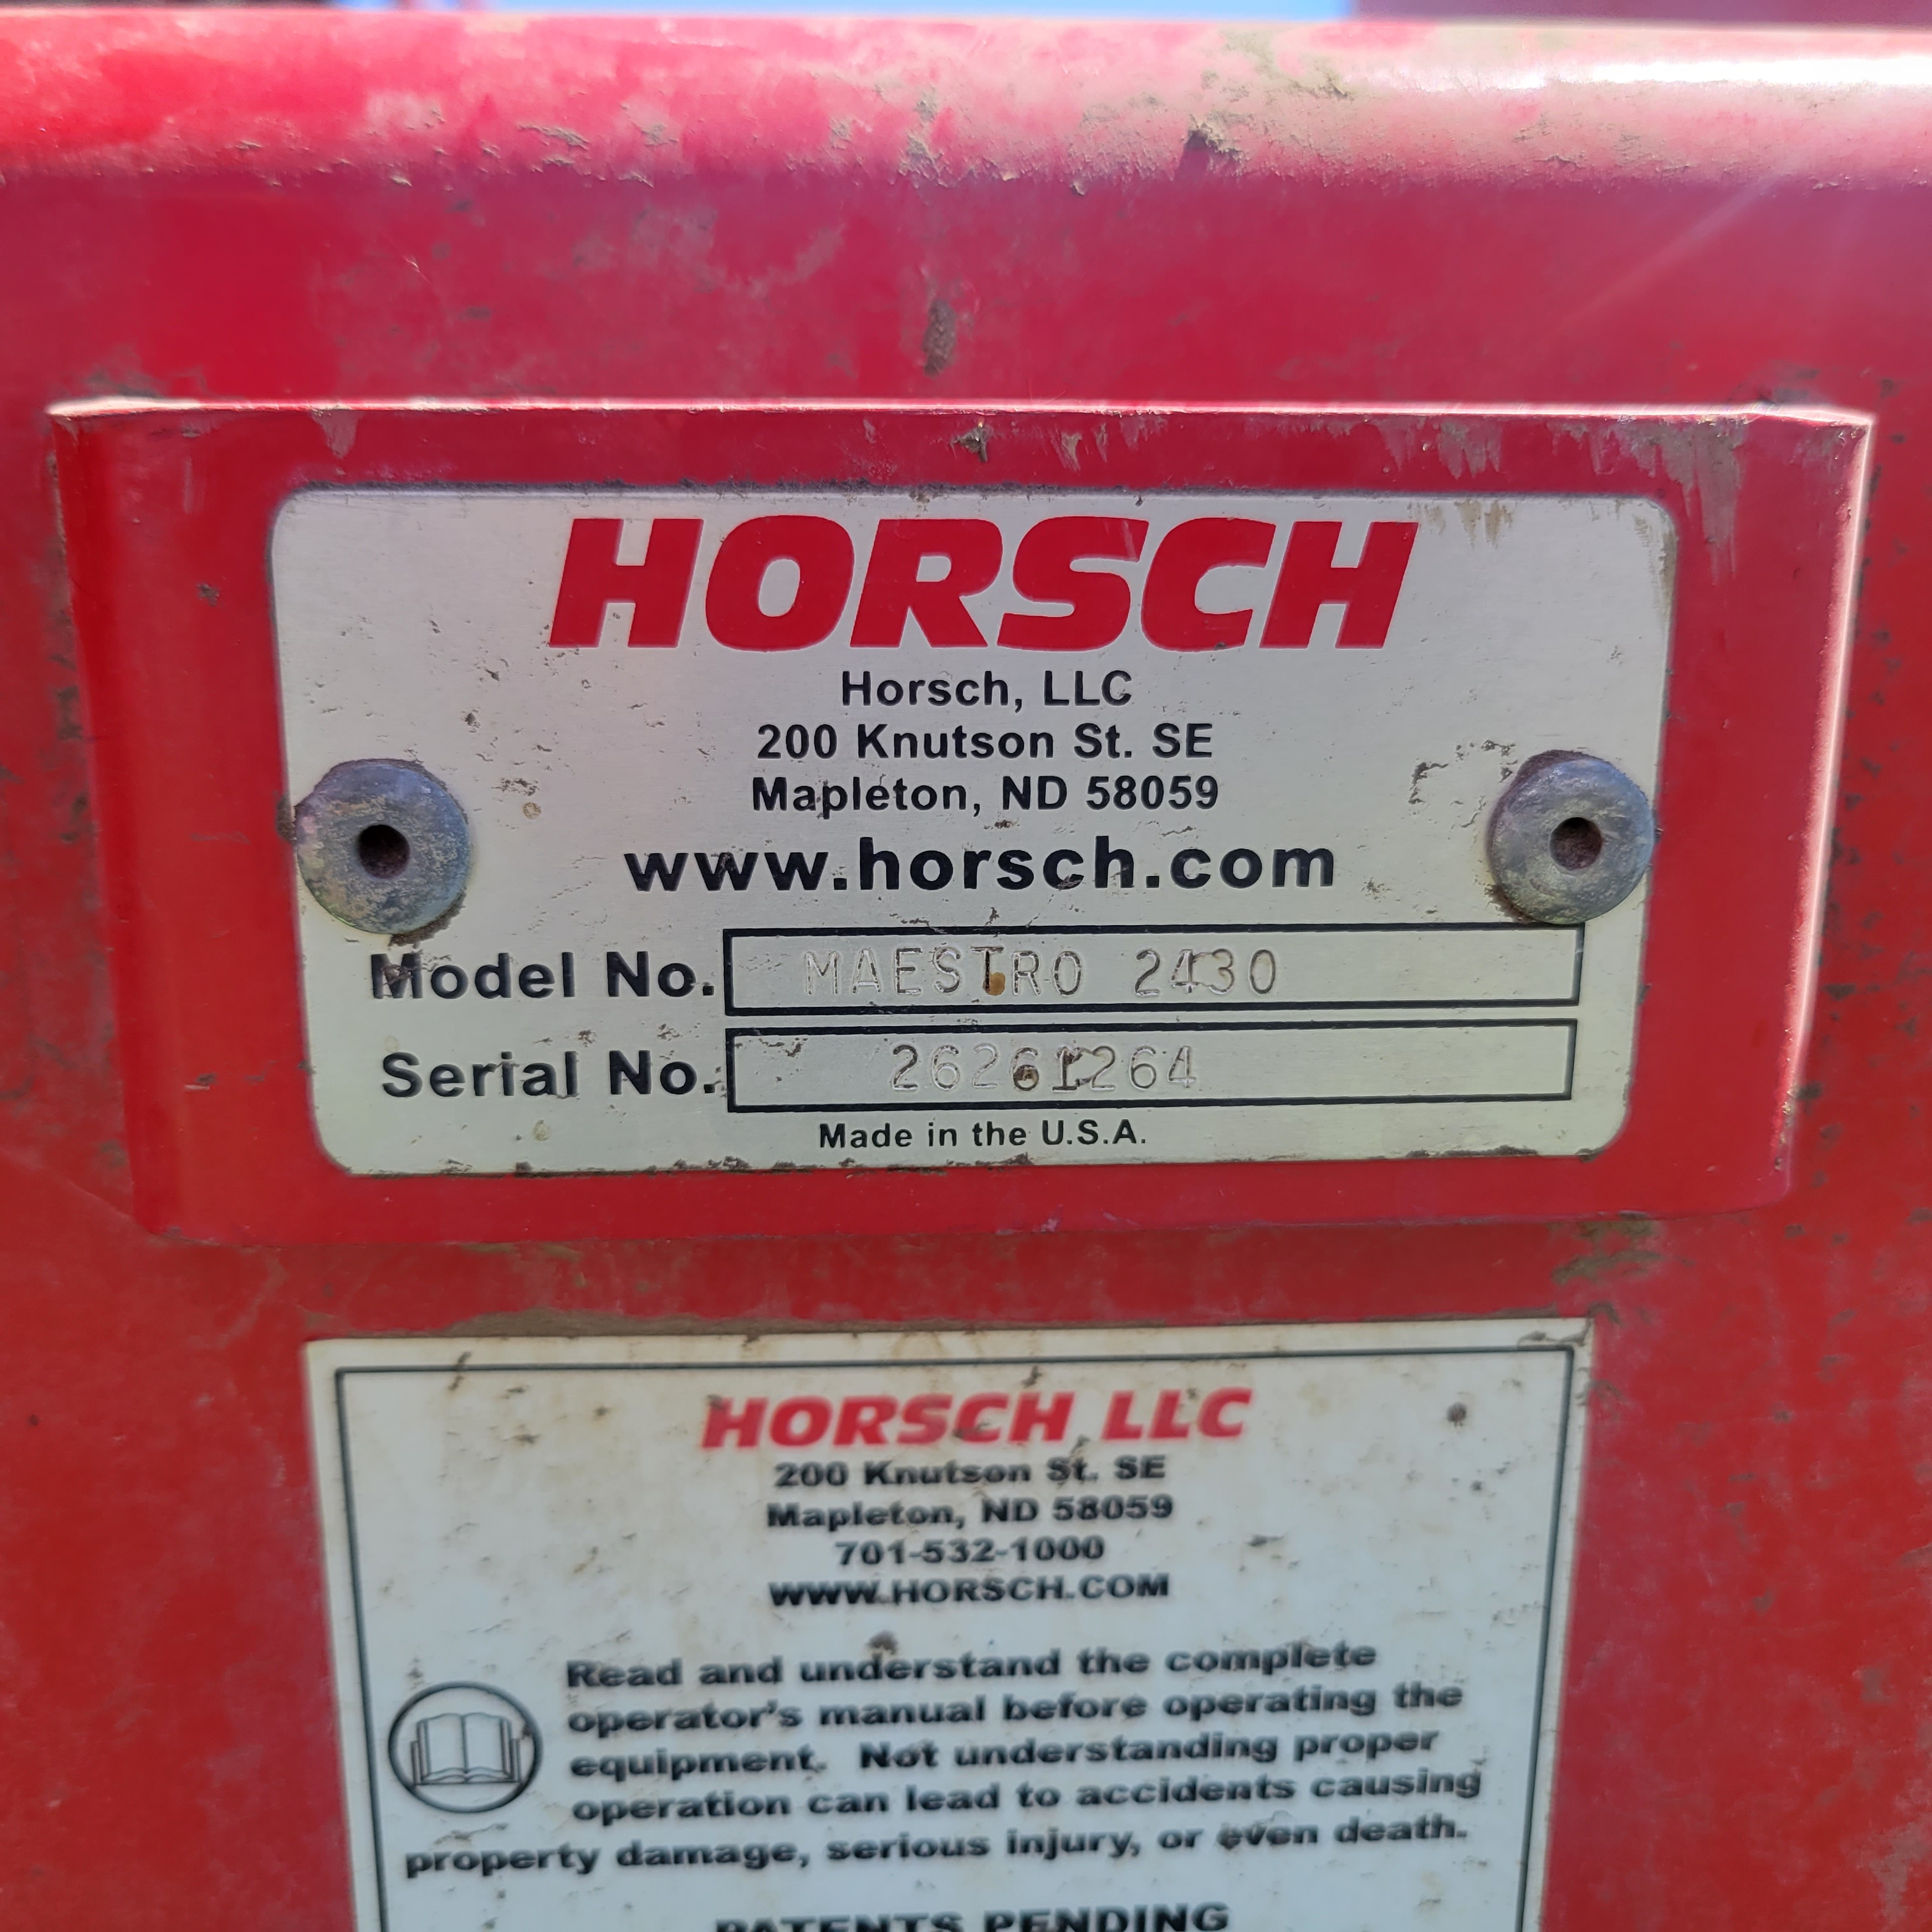 HORSCH
Horsch, LLC
200 Knutson St. SE
Mapleton, ND 58059
www.horsch.com
Model No. MAESTRO 2430
Serial No. 26261264
Made in the U.S.A.
HORSCH LLC
200 Knutson St. SE
Mapleton, ND 58059
701-532-1000
WWW.HORSCH.COM
Read and understand the complete
operator's manual before operating the
equipment. Not understanding proper
operation can lead to accidents causing
property damage, serious injury, or even death.
PATENTS PENDING